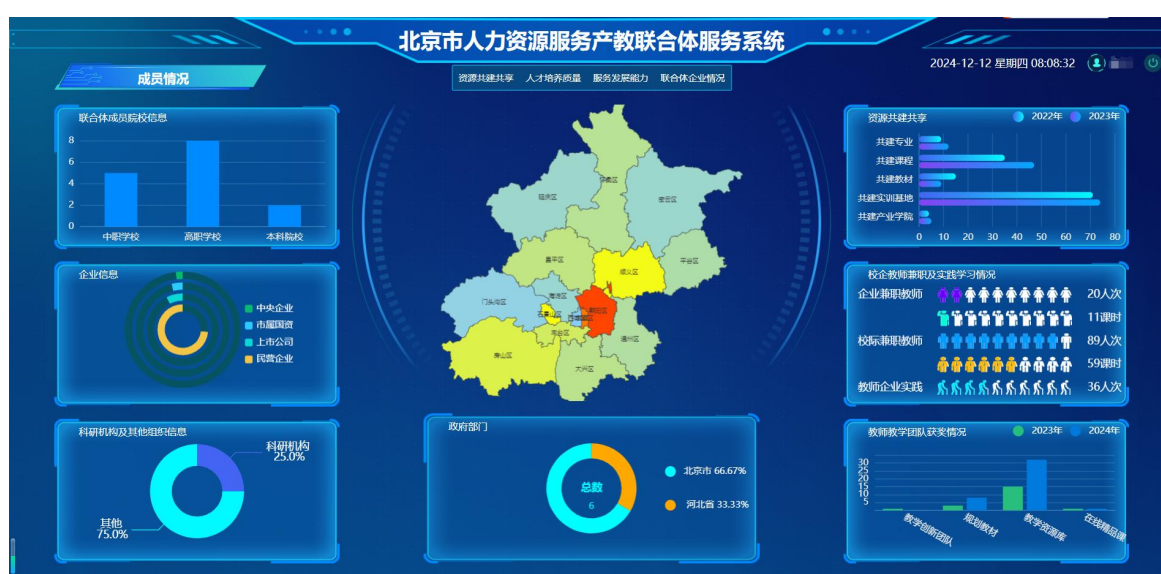 北京市人力资源服务产教联合体服务系统
2024-12-12 星期四 08:08:32
成员情况
资源共建共享 人才培养质量 服务发展能力 联合体企业情况
联合体成员院校信息
8
6
4
2
0
中职学校 高职学校 本科院校
企业信息
中央企业
市属国资
上市公司
民营企业
科研机构及其他组织信息
科研机构
25.0%
其他
75.0%
怀柔区
延庆区
密云区
昌平区
顺义区
平谷区
门头沟区
海淀区
石景山区
朝阳区
丰台区
通州区
房山区
大兴区
政府部门
总数
6
北京市 66.67%
河北省 33.33%
资源共建共享
2022年 2023年
共建专业
共建课程
共建教材
共建实训基地
共建产业学院
0 10 20 30 40 50 60 70 80
校企教师兼职及实践学习情况
企业兼职教师 20人次
11课时
校际兼职教师 89人次
59课时
教师企业实践 36人次
教师教学团队获奖情况
2023年 2024年
30
25
20
15
10
5
教学创新团队 规划教材 教学资源库 在线精品课